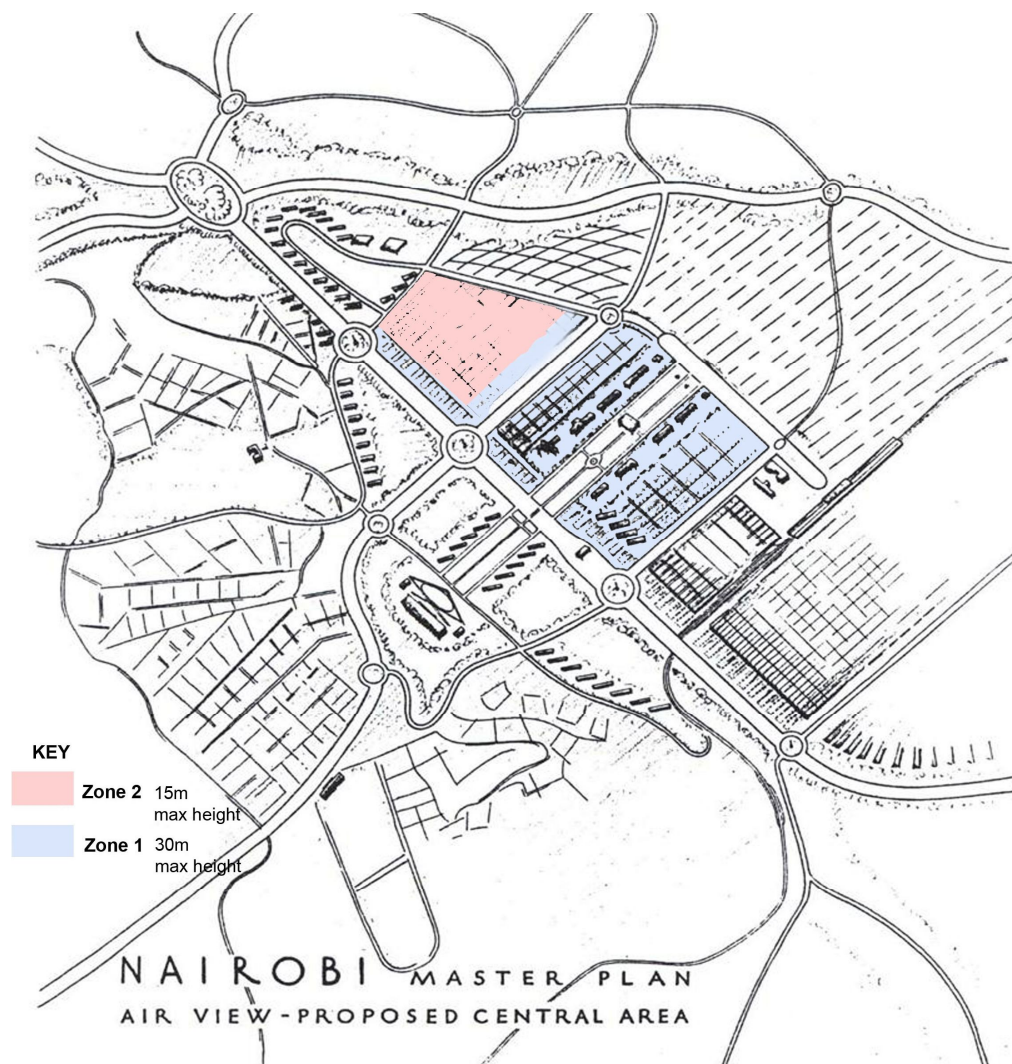 KEY
Zone 2 15m
max height
Zone 1 30m
max height
NAIROBI MASTER PLAN
AIR VIEW-PROPOSED CENTRAL AREA